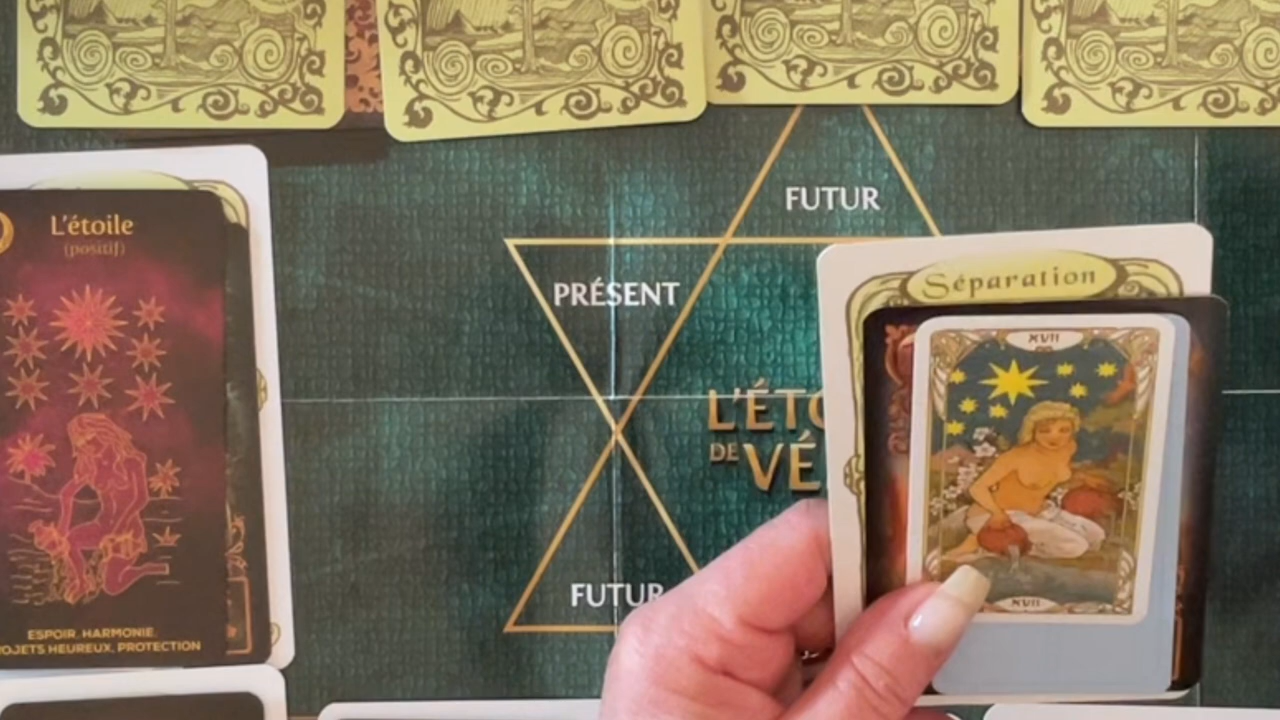 FUTUR
L'étoile
(positif)
PRÉSENT
Séparation
XVII
L'ÉTO
DE VÉ
FUTUR
XVII
ESPOIR, HARMONIE,
OJETS HEUREUX, PROTECTION